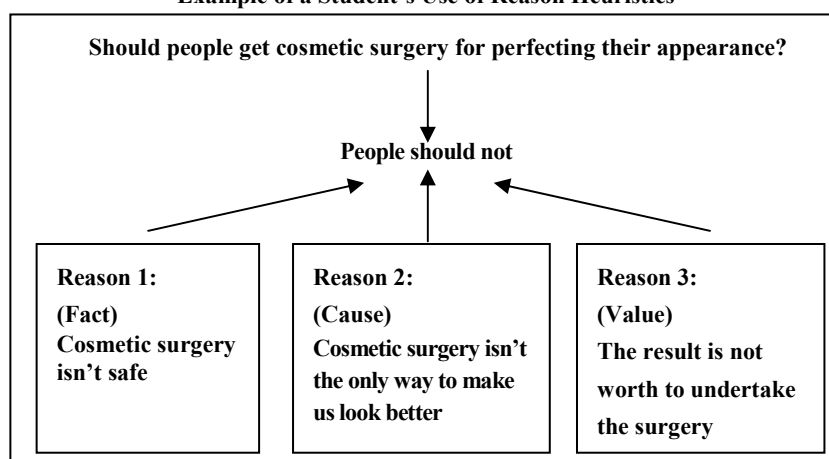 Example of a Student's Use of Reason Heuristics
Should people get cosmetic surgery for perfecting their appearance?
People should not
Reason 1:
(Fact)
Cosmetic surgery
isn't safe
Reason 2:
(Cause)
Cosmetic surgery isn't
the only way to make
us look better
Reason 3:
(Value)
The result is not
worth to undertake
the surgery